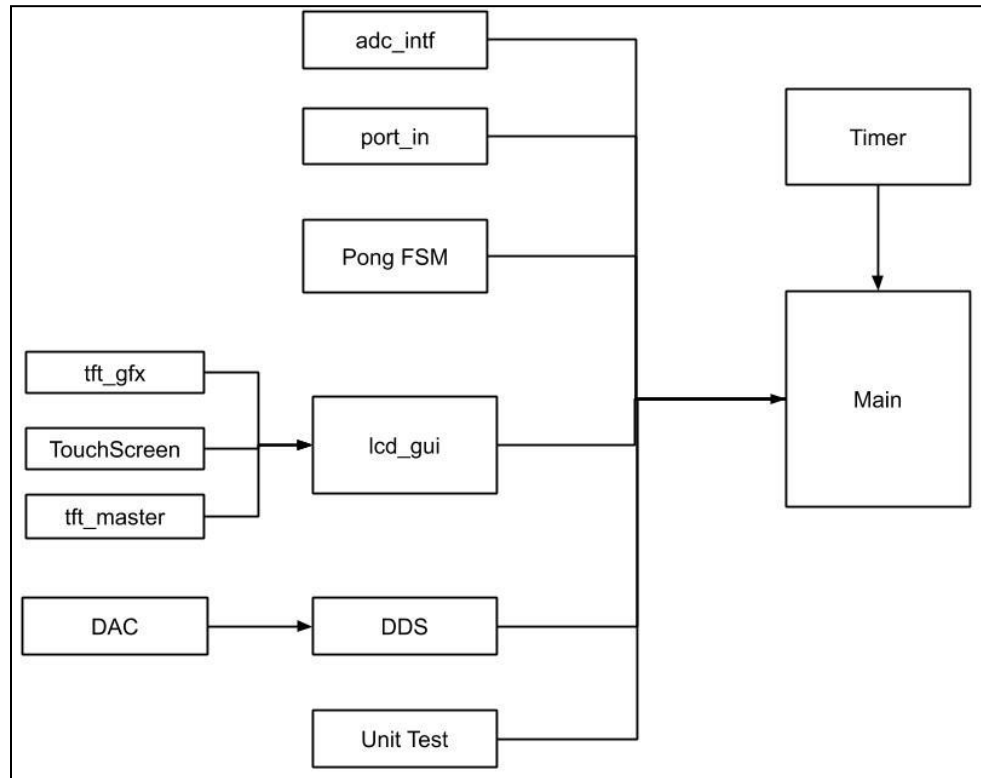 adc_intf
port_in
Timer
Pong FSM
tft_gfx
TouchScreen
tft_master
lcd_gui
Main
DAC
DDS
Unit Test